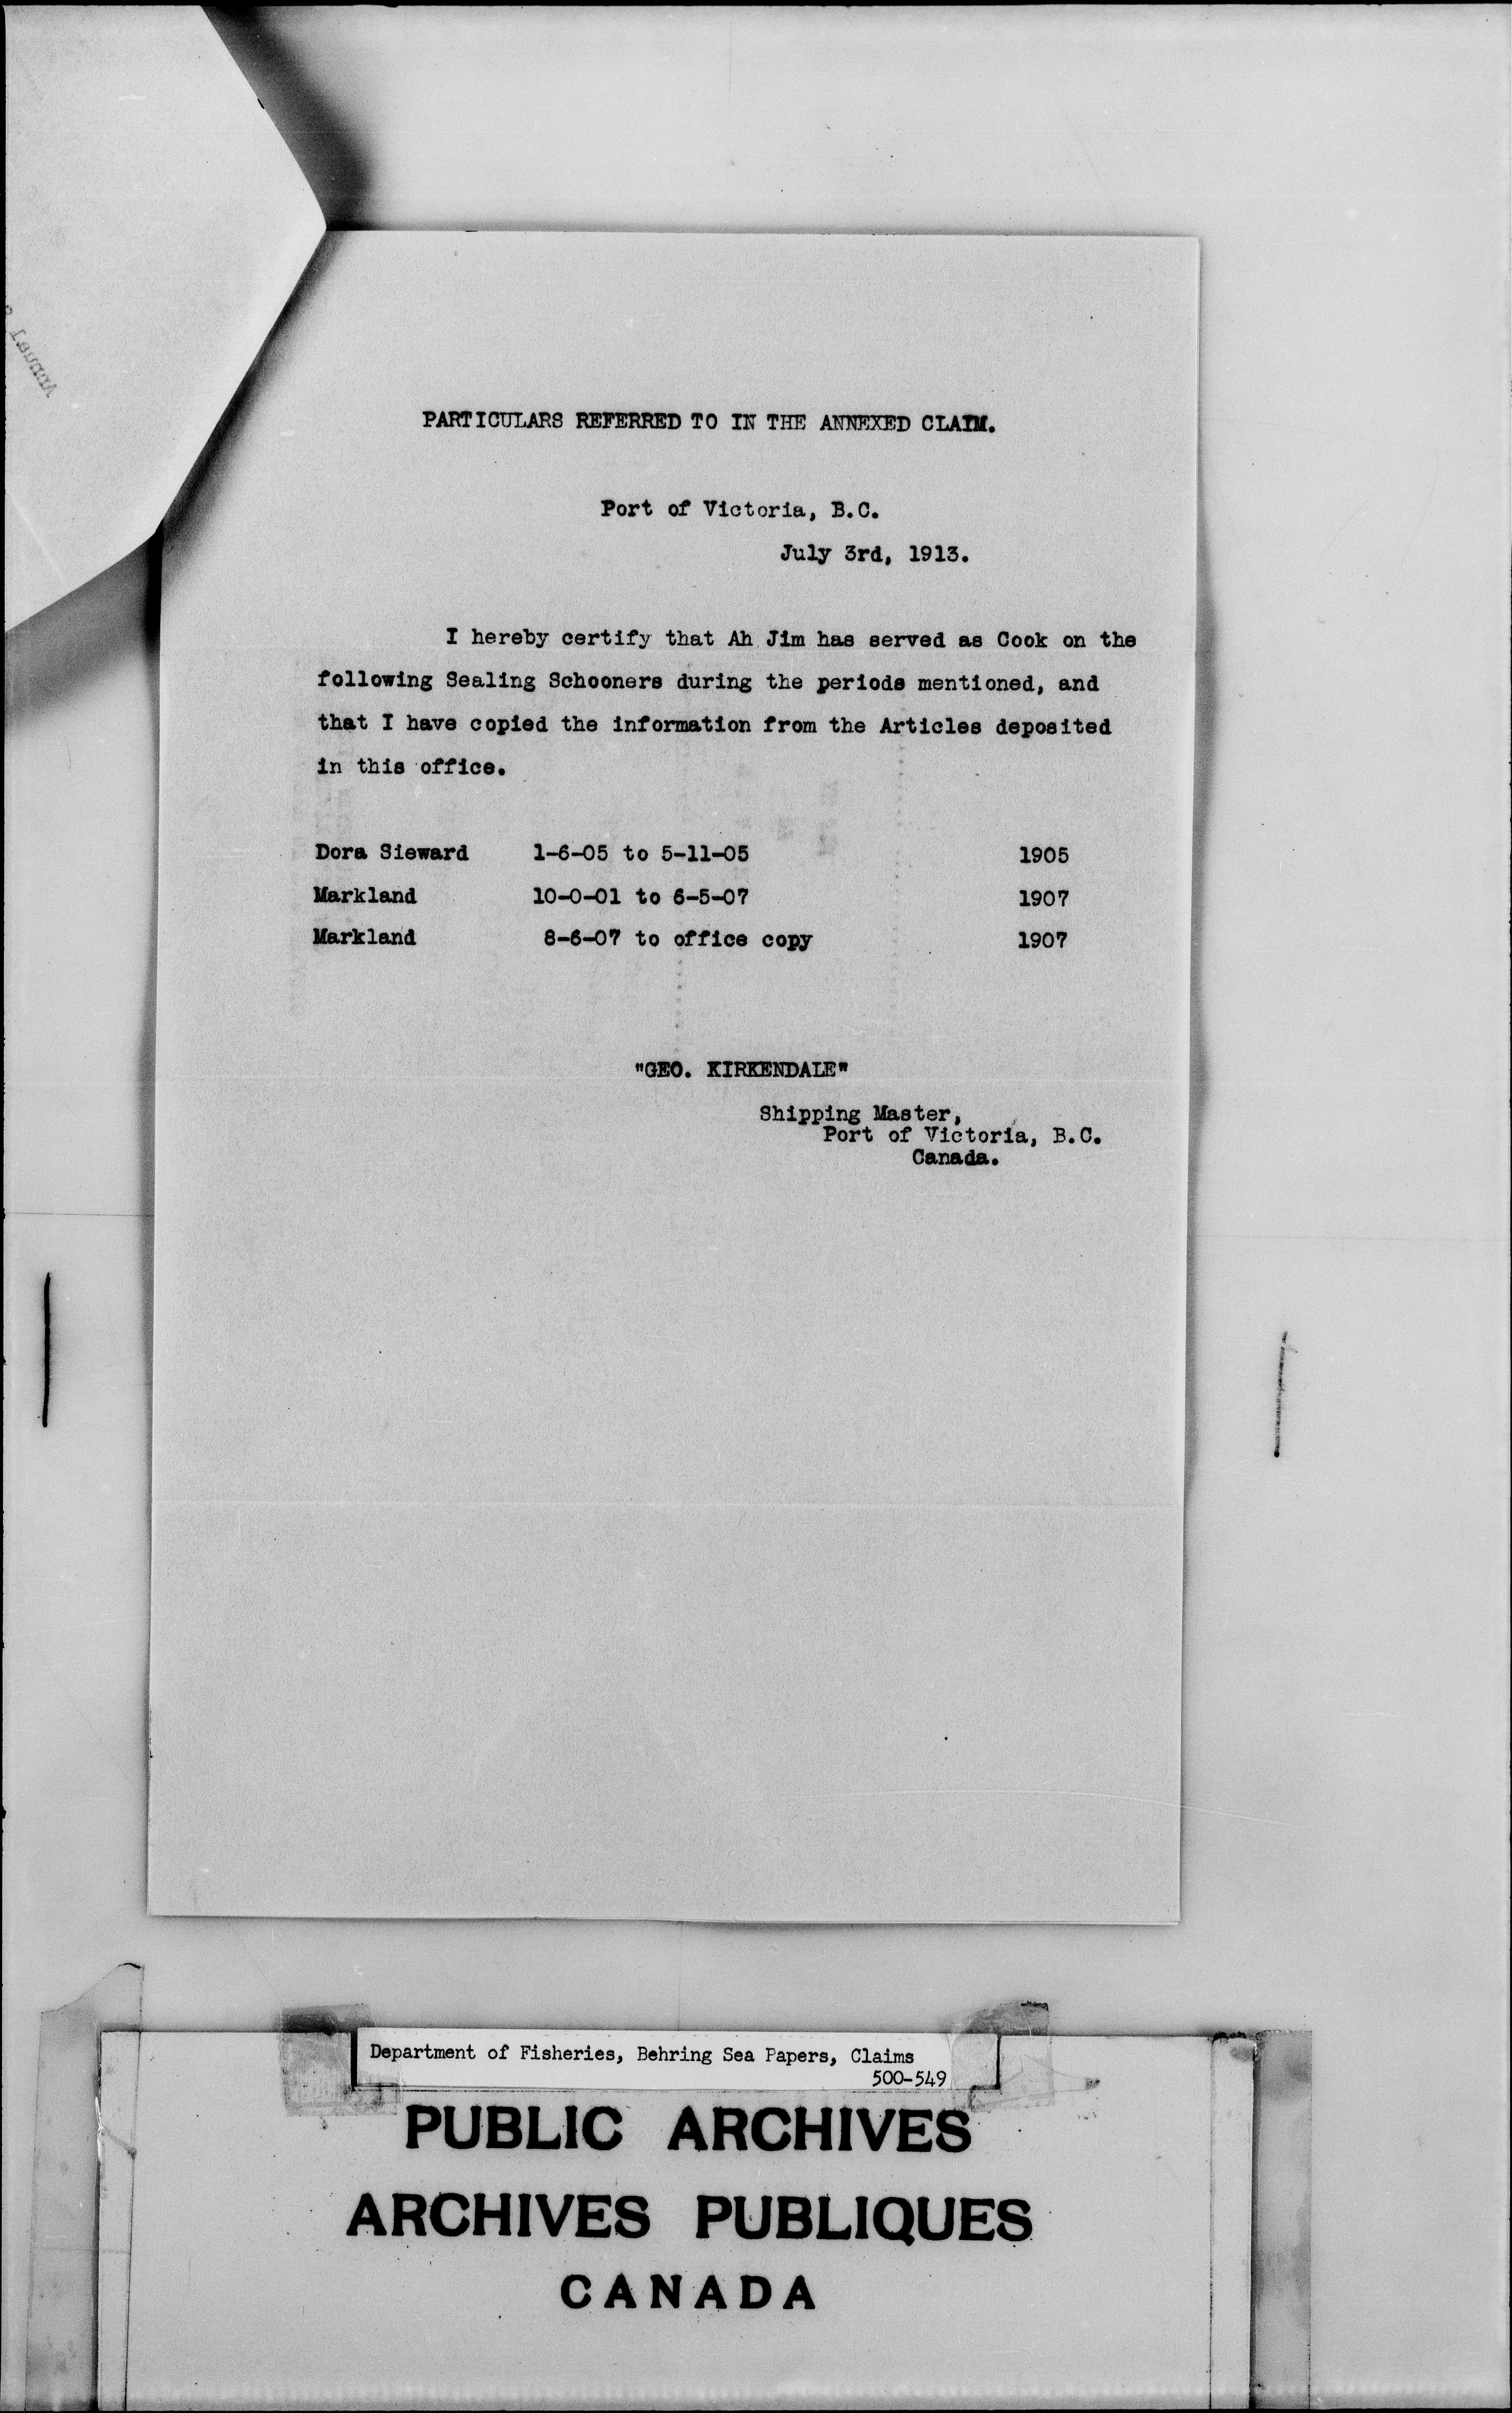 PARTICULARS REFERRED TO IN THE ANNEXED CLAIM.
Port of Victoria, B.C.
July 3rd, 1913.
I hereby certify that Ah Jim has served as Cook on the
following Sealing Schooners during the periods mentioned, and
that I have copied the information from the Articles deposited
in this office.
Dora Sieward 1-6-05 to 5-11-05 1905
Markland 10-0-01 to 6-5-07 1907
Markland 8-6-07 to office copy 1907
"GEO. KIRKENDALE"
Shipping Master,
Port of Victoria, B.C.
Canada.
Department of Fisheries, Behring Sea Papers, Claims
500-549
PUBLIC ARCHIVES
ARCHIVES PUBLIQUES
CANADA